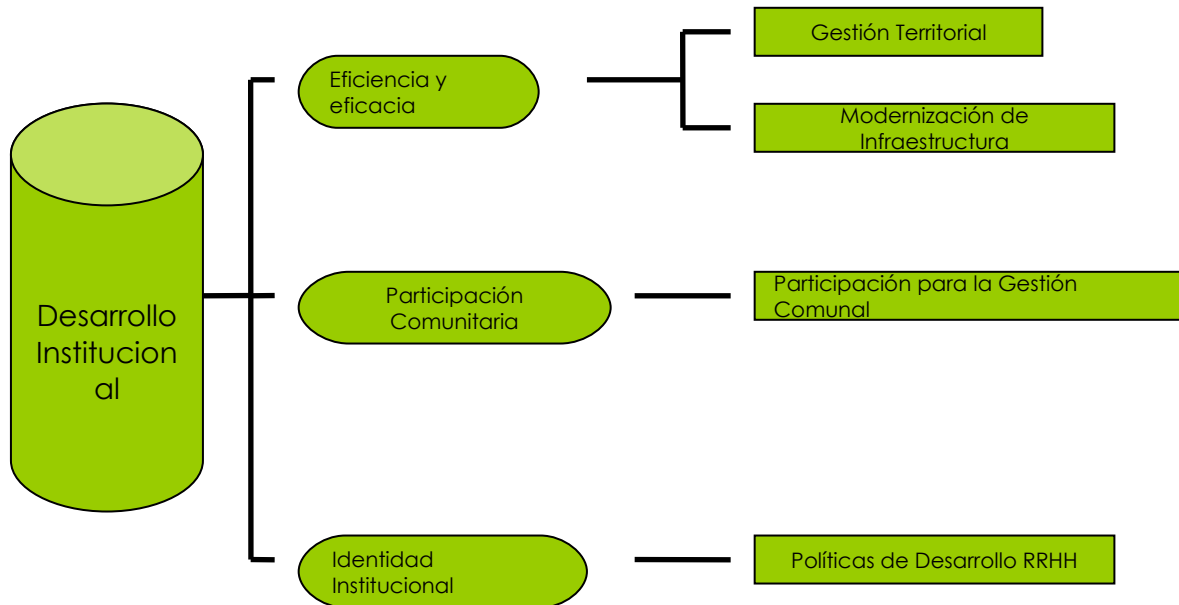 Desarrollo
Institucion
al
Eficiencia y
eficacia
Gestión Territorial
Modernización de
Infraestructura
Participación
Comunitaria
Participación para la Gestión
Comunal
Identidad
Institucional
Políticas de Desarrollo RRHH